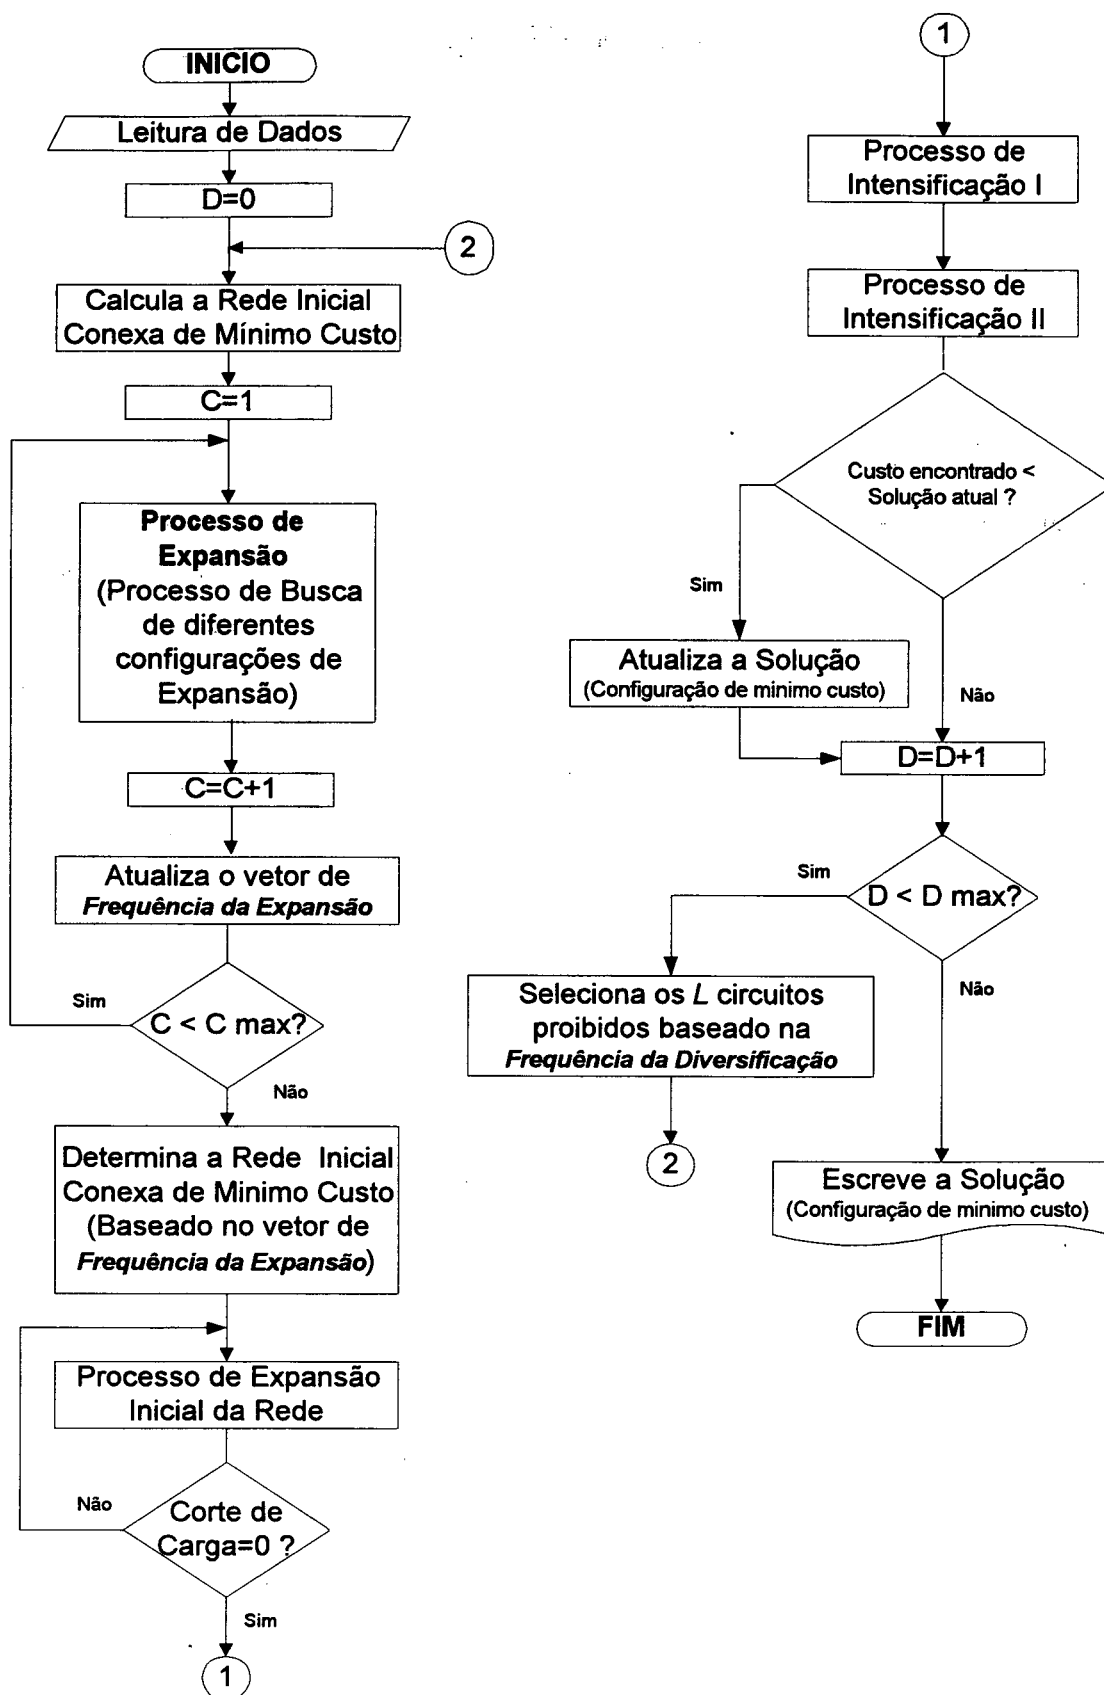 INICIO
Leitura de Dados
D=0
2
Calcula a Rede Inicial
Conexa de Mínimo Custo
C=1
Processo de
Expansão
(Processo de Busca
de diferentes
configurações de
Expansão)
C=C+1
Atualiza o vetor de
Frequência da Expansão
Sim
C < C max?
Não
Determina a Rede Inicial
Conexa de Minimo Custo
(Baseado no vetor de
Frequência da Expansão)
Processo de Expansão
Inicial da Rede
Não
Corte de
Carga=0 ?
Sim
1
1
Processo de
Intensificação I
Processo de
Intensificação II
Custo encontrado <
Solução atual ?
Sim
Atualiza a Solução
(Configuração de minimo custo)
Não
D=D+1
Sim
D < D max?
Não
Seleciona os L circuitos
proibidos baseado na
Frequência da Diversificação
2
Escreve a Solução
(Configuração de minimo custo)
FIM